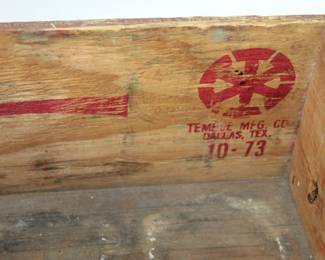 TEMPLE MFG. CO.
DALLAS, TEX.
10-73